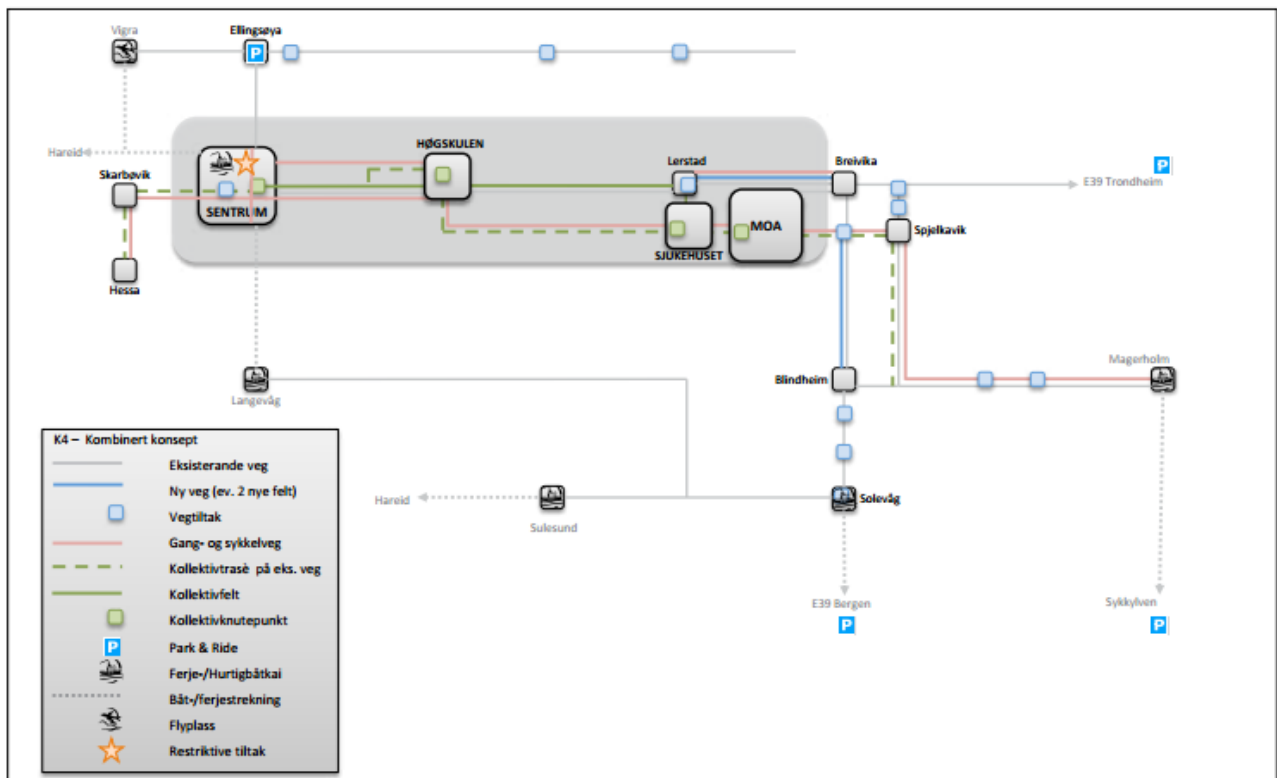 Vigra
Ellingsøya
P
HØGSKULEN
Lerstad
Breivika
P
Hareid
E39 Trondheim
Skarbøvik
SENTRUM
MOA
Spjelkavik
SJUKEHUSET
Hessa
Magerholm
Blindheim
Langevåg
K4 – Kombinert konsept
Eksisterande veg
Ny veg (ev. 2 nye felt)
Vegtiltak
Gang- og sykkelveg
Kollektivtrasè på eks. veg
Kollektivfelt
Kollektivknutepunkt
P
Park & Ride
Ferje-/Hurtigbåtkai
Båt-/ferjestrekning
Flyplass
Restriktive tiltak
Hareid
Solevåg
Sulesund
E39 Bergen
Sykkylven
P
P